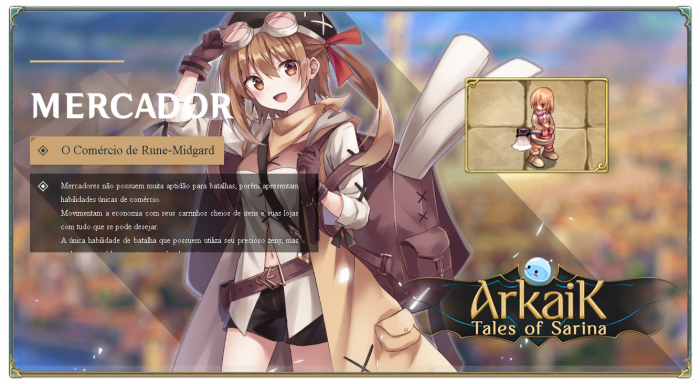 MERCADOR
O Comércio de Rune-Midgard
Mercadores não possuem muita aptidão para batalhas, porém apresentam
habilidades únicas de comércio.
Movimentam a economia com seus carrinhos cheios de itens e suas lojas
com tudo que se pode desejar.
A única habilidade de batalha que possuem utiliza seu precioso zeny, mas
ArkaiK
Tales of Sarina